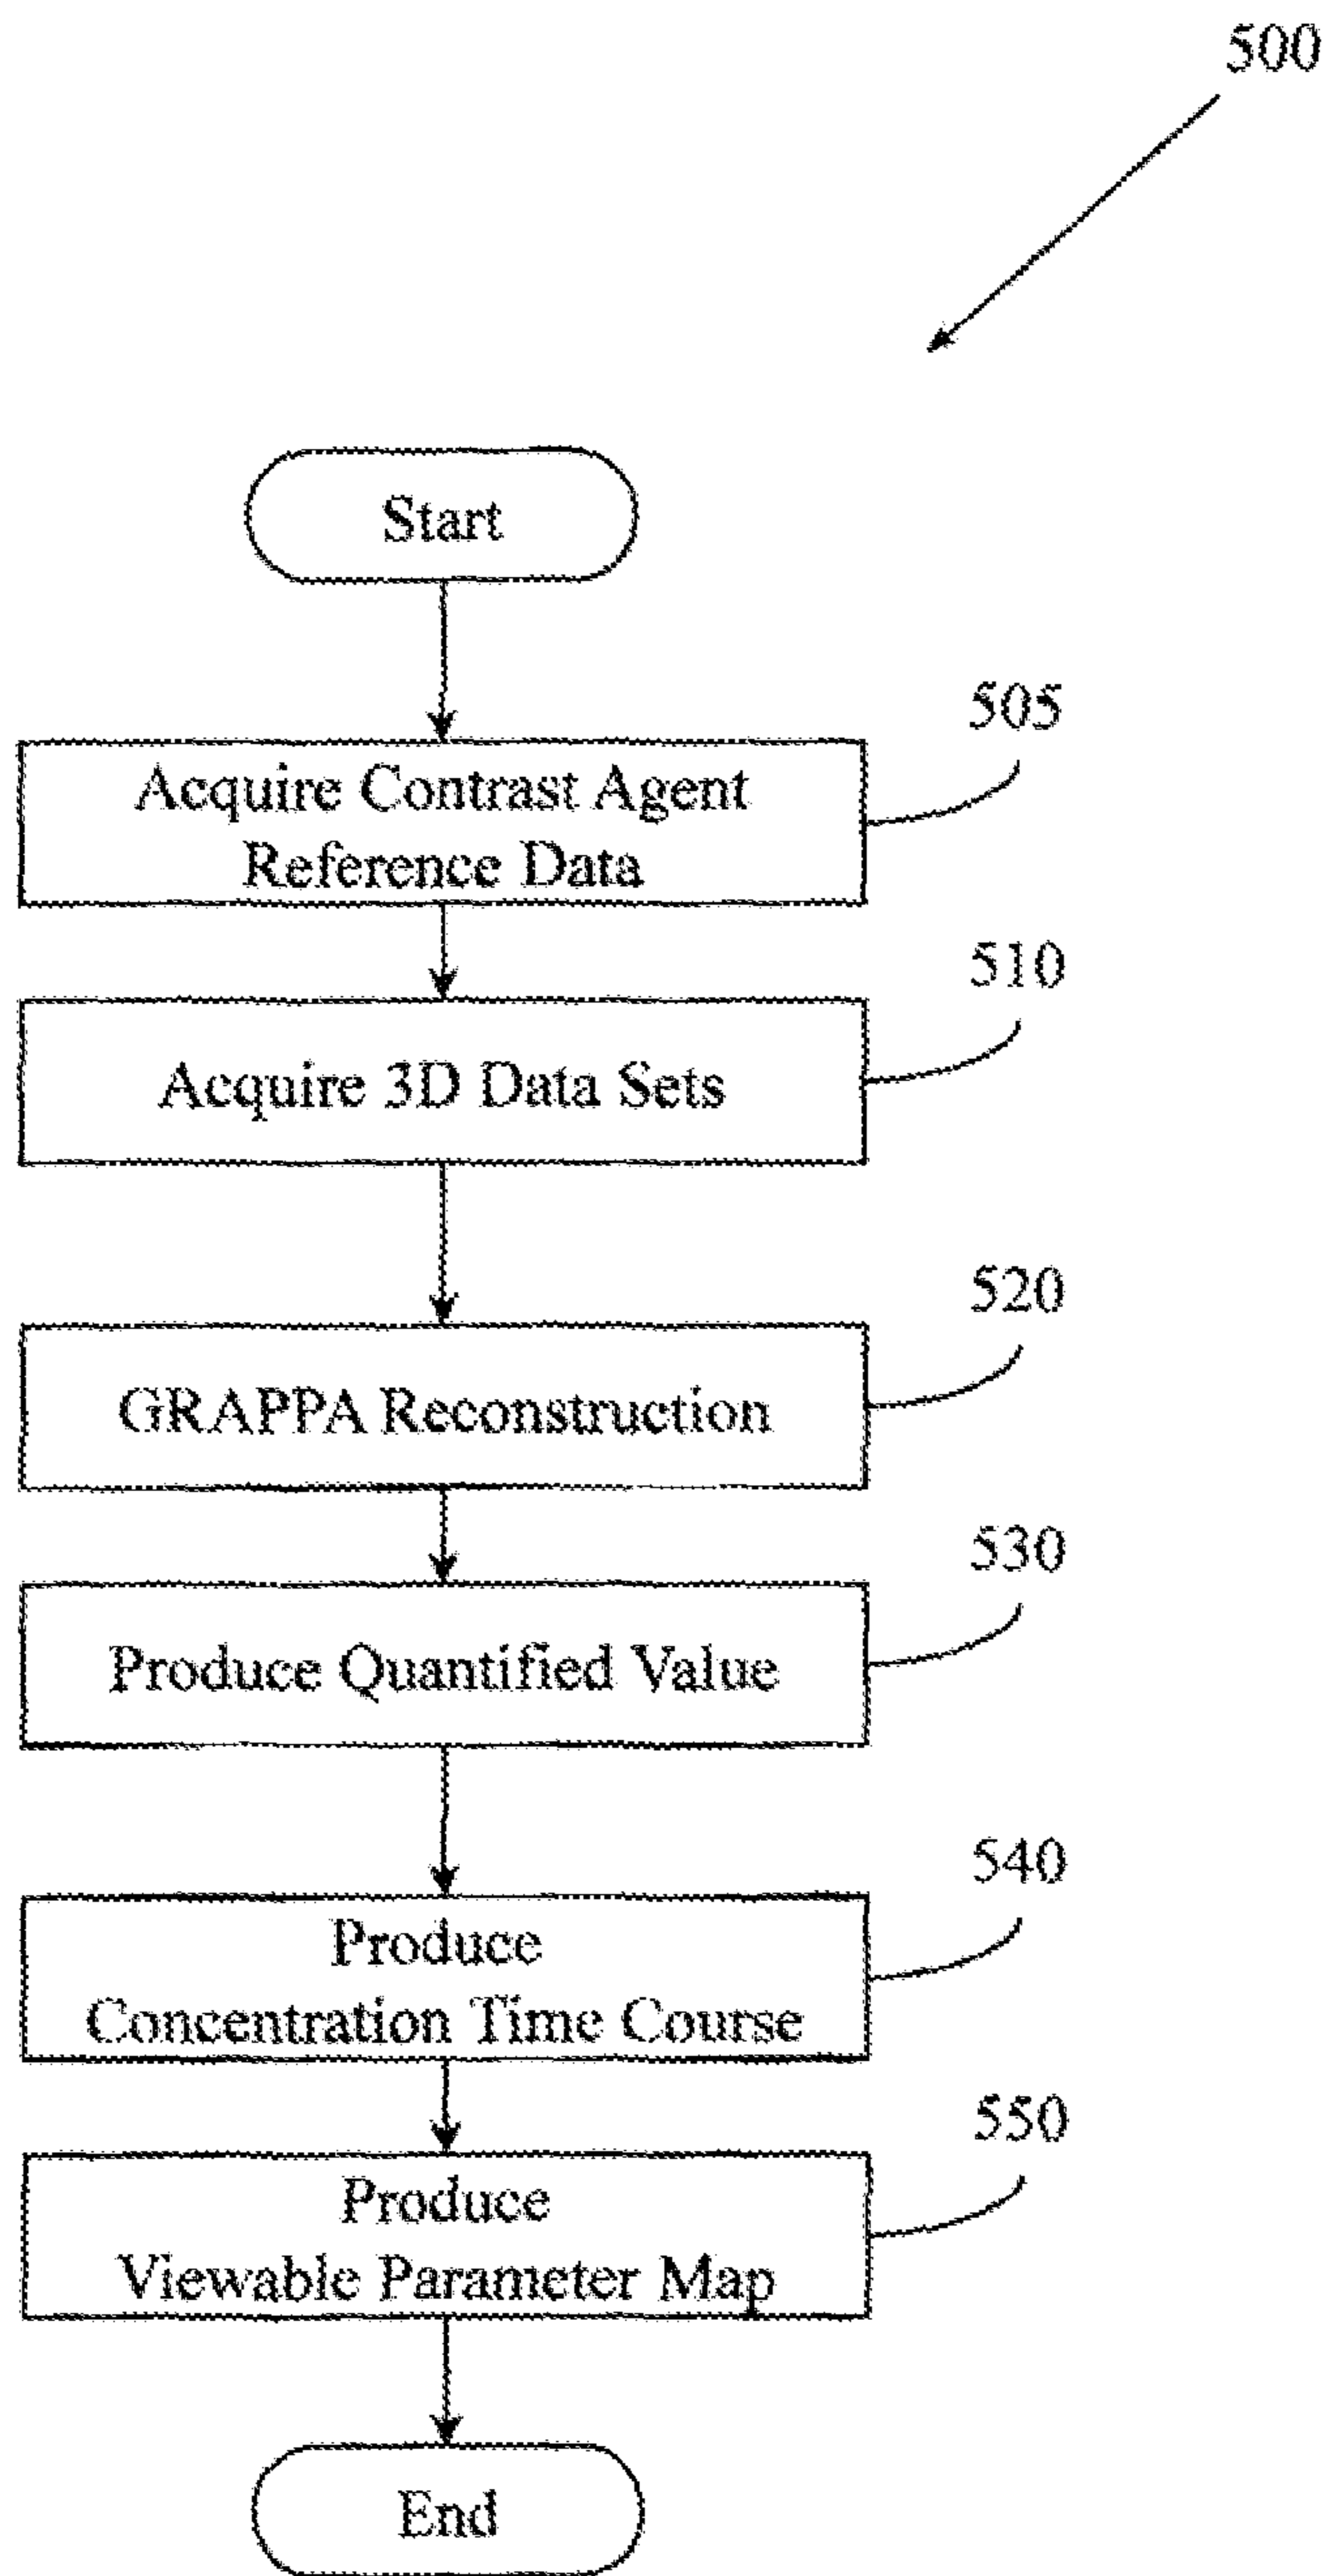 500
Start
505
Acquire Contrast Agent
Reference Data
510
Acquire 3D Data Sets
520
GRAPPA Reconstruction
530
Produce Quantified Value
540
Produce
Concentration Time Course
550
Produce
Viewable Parameter Map
End